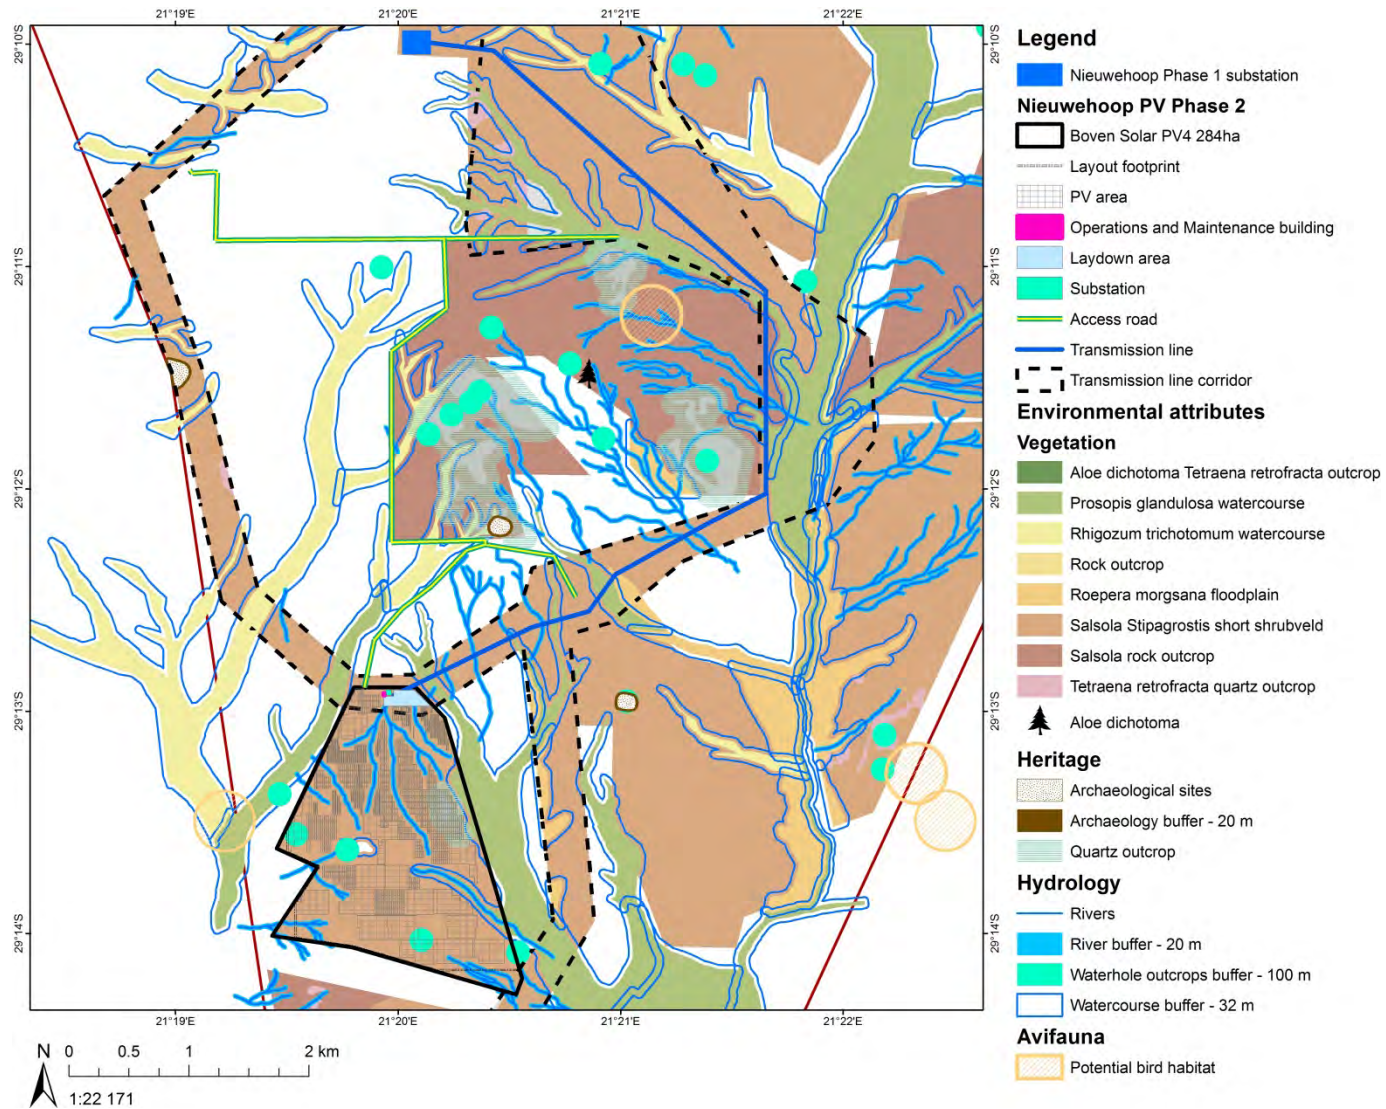 21°19'E
21°20'E
21°21'E
21°22'E
29°10'S
29°10'S
29°11'S
29°11'S
29°12'S
29°12'S
29°13'S
29°13'S
29°14'S
29°14'S
21°19'E
21°20'E
21°21'E
21°22'E
N
0 0.5 1 2 km
1:22 171
Legend
Nieuwehoop Phase 1 substation
Nieuwehoop PV Phase 2
Boven Solar PV4 284ha
Layout footprint
PV area
Operations and Maintenance building
Laydown area
Substation
Access road
Transmission line
Transmission line corridor
Environmental attributes
Vegetation
Aloe dichotoma Tetraena retrofracta outcrop
Prosopis glandulosa watercourse
Rhigozum trichotomum watercourse
Rock outcrop
Roepera morgsana floodplain
Salsola Stipagrostis short shrubveld
Salsola rock outcrop
Tetraena retrofracta quartz outcrop
Aloe dichotoma
Heritage
Archaeological sites
Archaeology buffer - 20 m
Quartz outcrop
Hydrology
Rivers
River buffer - 20 m
Waterhole outcrops buffer - 100 m
Watercourse buffer - 32 m
Avifauna
Potential bird habitat